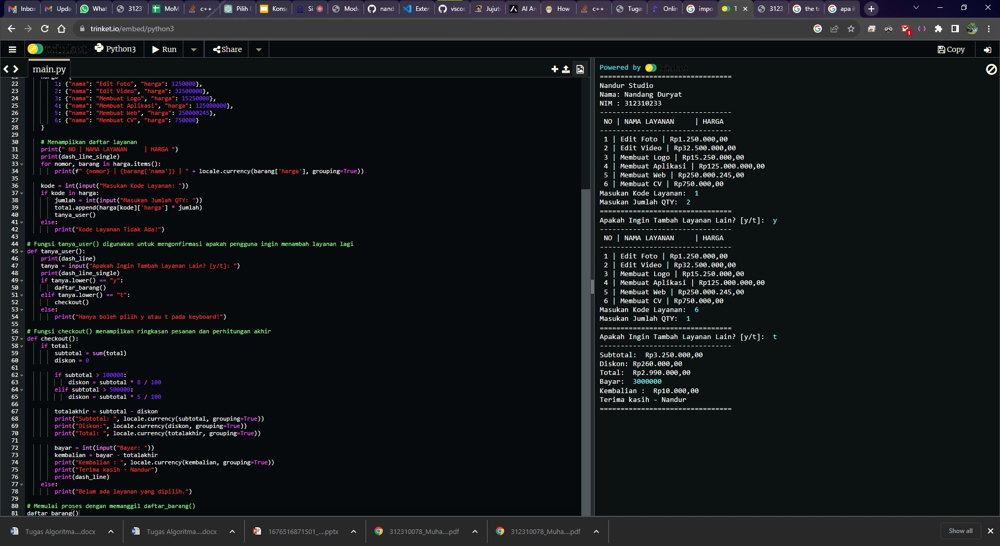 Inbox
Upda
What
3123
MoM
c++
Pilih
Kons
Si
Modu
nand
Exten
vscod
Jujuts
AI An
How
c++
Tuga
Onlin
impo
T
3123
the t
apa i
trinket.io/embed/python3
1
trinket
Python3
Run
Share
Copy
main.py
21 harga = {
22 1: {"nama": "Edit Foto", "harga": 1250000},
23 2: {"nama": "Edit Video", "harga": 32500000},
24 3: {"nama": "Membuat Logo", "harga": 15250000},
25 4: {"nama": "Membuat Aplikasi", "harga": 125000000},
26 5: {"nama": "Membuat Web", "harga": 250000245},
27 6: {"nama": "Membuat CV", "harga": 750000}
28 }
29
30 # Menampilkan daftar layanan
31 print(" NO | NAMA LAYANAN     | HARGA ")
32 print(dash_line_single)
33 for nomor, barang in harga.items():
34 print(f" {nomor} | {barang['nama']} | " + locale.currency(barang['harga'], grouping=True))
35
36 kode = int(input("Masukan Kode Layanan: "))
37 if kode in harga:
38 jumlah = int(input("Masukan Jumlah QTY: "))
39 total.append(harga[kode]['harga'] * jumlah)
40 tanya_user()
41 else:
42 print("Kode Layanan Tidak Ada!")
43
44 # Fungsi tanya_user() digunakan untuk mengonfirmasi apakah pengguna ingin menambah layanan lagi
45 def tanya_user():
46 print(dash_line)
47 tanya = input("Apakah Ingin Tambah Layanan Lain? [y/t]: ")
48 print(dash_line_single)
49 if tanya.lower() == "y":
50 daftar_barang()
51 elif tanya.lower() == "t":
52 checkout()
53 else:
54 print("Hanya boleh pilih y atau t pada keyboard!")
55
56 # Fungsi checkout() menampilkan ringkasan pesanan dan perhitungan akhir
57 def checkout():
58 if total:
59 subtotal = sum(total)
60 diskon = 0
61
62 if subtotal > 100000:
63 diskon = subtotal * 8 / 100
64 elif subtotal > 500000:
65 diskon = subtotal * 5 / 100
66
67 totalakhir = subtotal - diskon
68 print("Subtotal: ", locale.currency(subtotal, grouping=True))
69 print("Diskon:", locale.currency(diskon, grouping=True))
70 print("Total: ", locale.currency(totalakhir, grouping=True))
71
72 bayar = int(input("Bayar: "))
73 kembalian = bayar - totalakhir
74 print("Kembalian : ", locale.currency(kembalian, grouping=True))
75 print("Terima kasih - Nandur")
76 print(dash_line)
77 else:
78 print("Belum ada layanan yang dipilih.")
79
80 # Memulai proses dengan memanggil daftar_barang()
81 daftar_barang()
Powered by trinket
================================
Nandur Studio
Nama: Nandang Duryat
NIM : 312310233
--------------------------------
NO | NAMA LAYANAN     | HARGA
--------------------------------
1 | Edit Foto | Rp1.250.000,00
2 | Edit Video | Rp32.500.000,00
3 | Membuat Logo | Rp15.250.000,00
4 | Membuat Aplikasi | Rp125.000.000,00
5 | Membuat Web | Rp250.000.245,00
6 | Membuat CV | Rp750.000,00
Masukan Kode Layanan:  1
Masukan Jumlah QTY:  2
================================
Apakah Ingin Tambah Layanan Lain? [y/t]:  y
--------------------------------
NO | NAMA LAYANAN     | HARGA
--------------------------------
1 | Edit Foto | Rp1.250.000,00
2 | Edit Video | Rp32.500.000,00
3 | Membuat Logo | Rp15.250.000,00
4 | Membuat Aplikasi | Rp125.000.000,00
5 | Membuat Web | Rp250.000.245,00
6 | Membuat CV | Rp750.000,00
Masukan Kode Layanan:  6
Masukan Jumlah QTY:  1
================================
Apakah Ingin Tambah Layanan Lain? [y/t]:  t
--------------------------------
Subtotal:  Rp3.250.000,00
Diskon: Rp260.000,00
Total:  Rp2.990.000,00
Bayar:  3000000
Kembalian :  Rp10.000,00
Terima kasih - Nandur
================================
Tugas Algoritma....docx
Tugas Algoritma....docx
1676516871501_....pptx
312310078_Muha....pdf
312310078_Muha....pdf
Show all